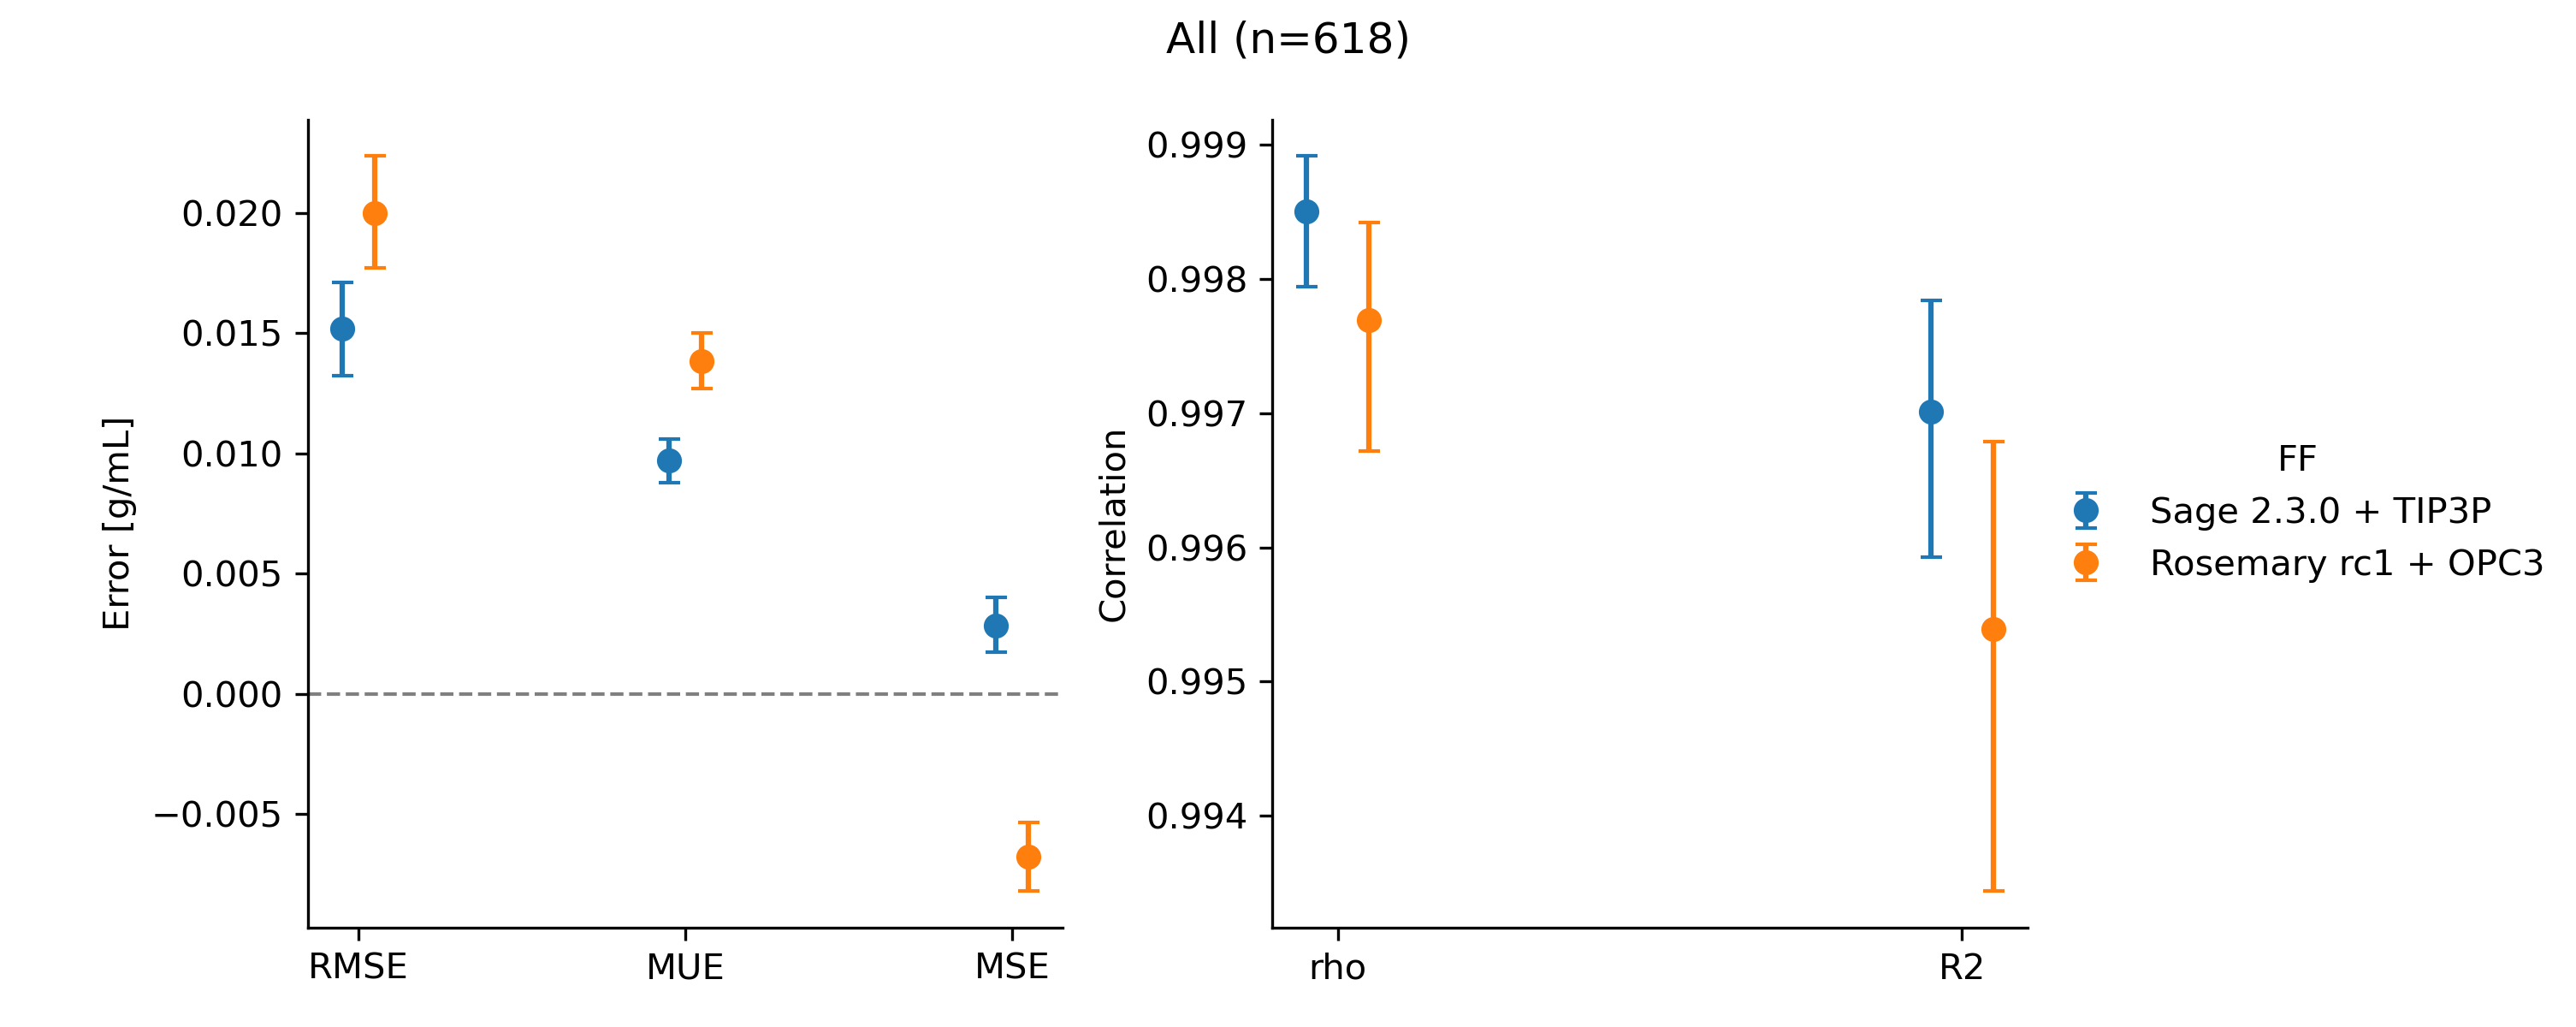 All (n=618)
Error [g/mL]
0.020
0.015
0.010
0.005
0.000
−0.005
RMSE MUE MSE
Correlation
0.999
0.998
0.997
0.996
0.995
0.994
rho R2
FF
Sage 2.3.0 + TIP3P
Rosemary rc1 + OPC3